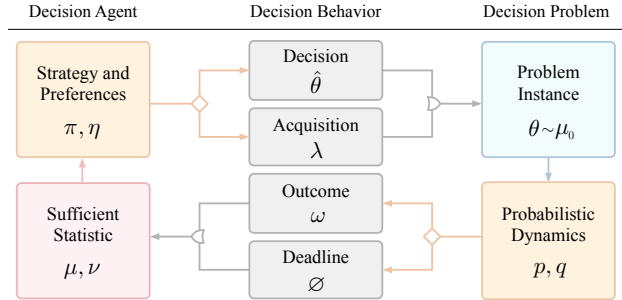 Decision Agent
Decision Behavior
Decision Problem
Strategy and
Preferences
π, η
Decision
θ̂
Acquisition
λ
Problem
Instance
θ~μ₀
Sufficient
Statistic
μ, ν
Outcome
ω
Deadline
∅
Probabilistic
Dynamics
p, q